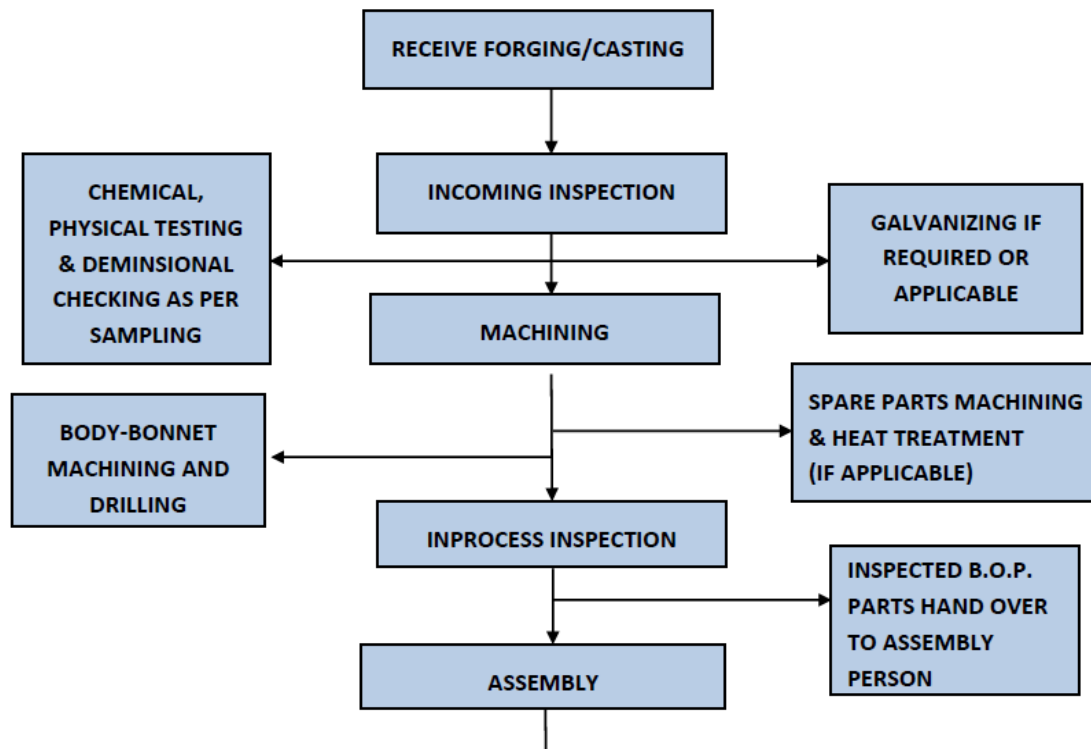 RECEIVE FORGING/CASTING
INCOMING INSPECTION
CHEMICAL,
PHYSICAL TESTING
& DEMINSIONAL
CHECKING AS PER
SAMPLING
GALVANIZING IF
REQUIRED OR
APPLICABLE
MACHINING
BODY-BONNET
MACHINING AND
DRILLING
SPARE PARTS MACHINING
& HEAT TREATMENT
(IF APPLICABLE)
INPROCESS INSPECTION
INSPECTED B.O.P.
PARTS HAND OVER
TO ASSEMBLY
PERSON
ASSEMBLY